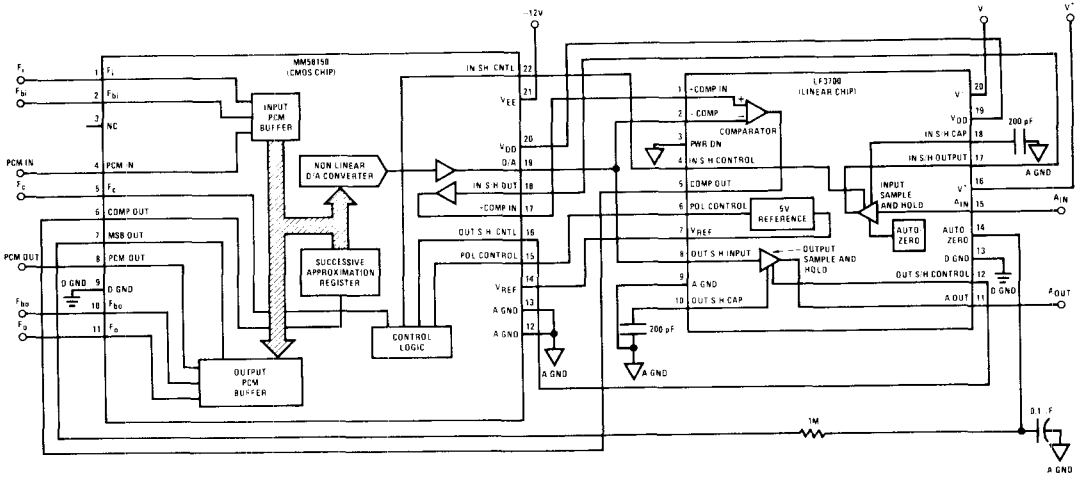 -12V
V⁻
V⁺
MM58150
(CMOS CHIP)
Fᵢ
1
Fᵢ
Fbi
2
Fbi
3
NC
PCM IN
4
PCM IN
Fc
5
Fc
6
COMP OUT
7
MSB OUT
PCM OUT
8
PCM OUT
D GND
9
D GND
Fbo
10
Fbo
Fo
11
Fo
INPUT
PCM
BUFFER
NON LINEAR
D/A CONVERTER
SUCCESSIVE
APPROXIMATION
REGISTER
CONTROL
LOGIC
OUTPUT
PCM
BUFFER
IN SH CNTL
22
21
VEE
20
VDD
D/A
19
IN S/H OUT
18
+COMP IN
17
OUT S H CNTL
16
POL CONTROL
15
14
VREF
13
A GND
12
A GND
A GND
LF3700
(LINEAR CHIP)
1
+COMP IN
2
- COMP
3
PWR DN
4
IN S H CONTROL
5
COMP OUT
6
POL CONTROL
7
VREF
8
OUT S H INPUT
9
A GND
10
OUT S H CAP
+
−
COMPARATOR
5V
REFERENCE
OUTPUT
SAMPLE AND
HOLD
INPUT
SAMPLE
AND HOLD
AUTO-
ZERO
20
V⁻
19
VDD
18
IN S/H CAP
IN S/H OUTPUT
17
V⁺
16
AIN
15
AIN
14
AUTO
ZERO
13
D GND
D GND
OUT S/H CONTROL
12
A OUT
11
AOUT
200 pF
A GND
200 pF
A GND
1M
A GND